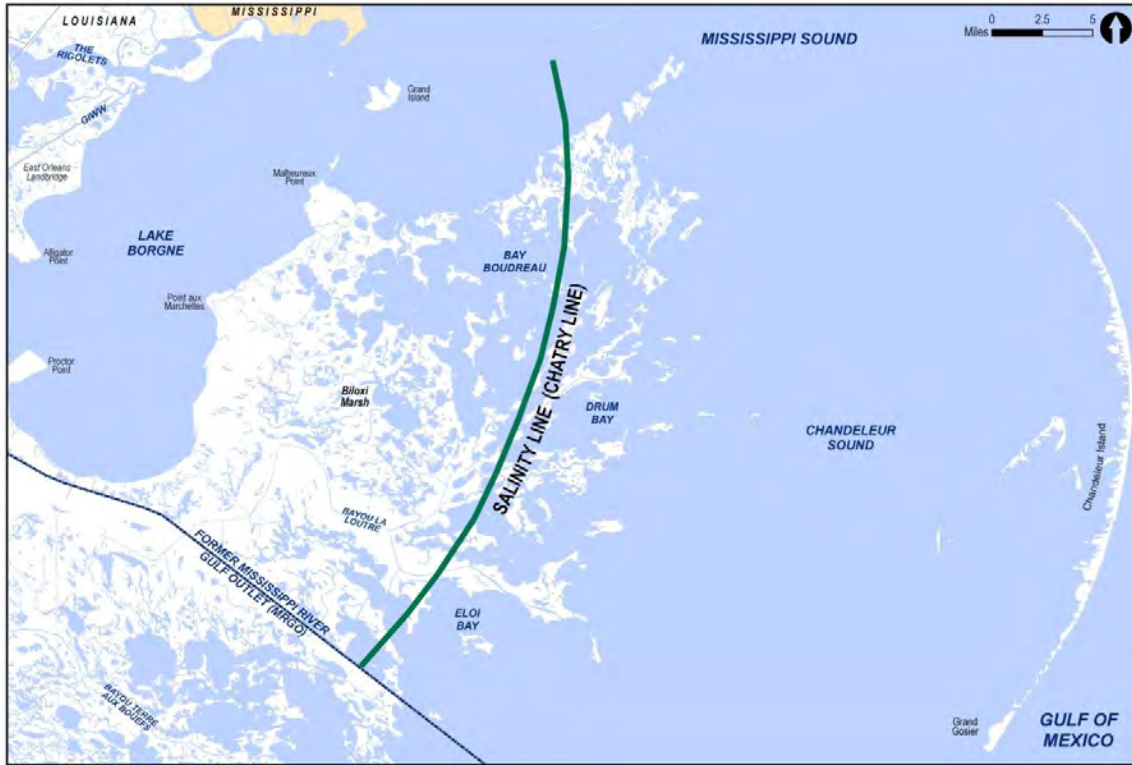 LOUISIANA
MISSISSIPPI
0 2.5 5
Miles
MISSISSIPPI SOUND
THE
RIGOLETS
GIWW
Grand
Island
East Orleans
Landbridge
Malheureux
Point
LAKE
BORGNE
Alligator
Point
BAY
BOUDREAU
Point aux
Marchelles
Proctor
Point
Biloxi
Marsh
SALINITY LINE (CHATRY LINE)
DRUM
BAY
CHANDELEUR
SOUND
Chandeleur Island
BAYOU LA
LOUTRE
FORMER MISSISSIPPI RIVER
GULF OUTLET (MRGO)
ELOI
BAY
BAYOU TERRE
AUX BOUEFS
Grand
Gosier
GULF OF
MEXICO